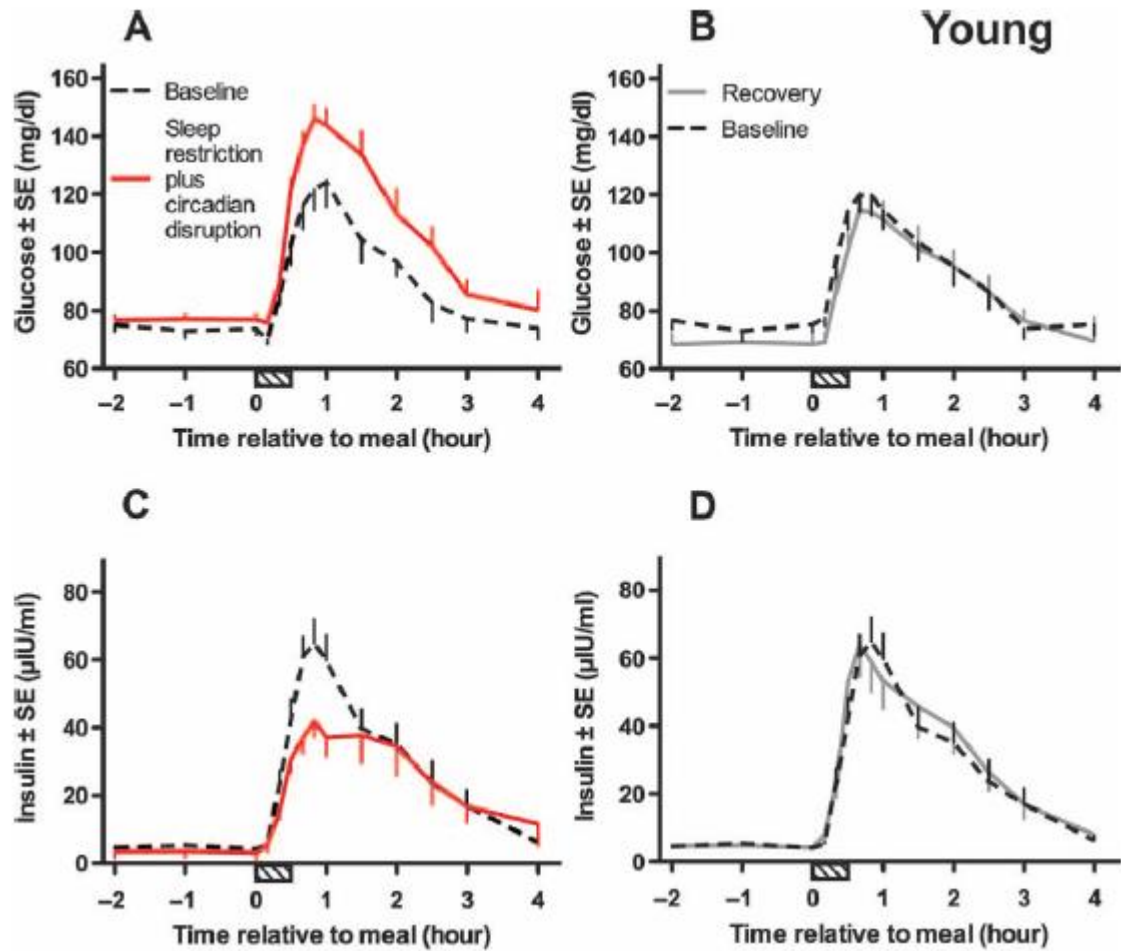 A
B
Young
160
140
120
100
80
60
Glucose ± SE (mg/dl)
Baseline
Sleep
restriction
plus
circadian
disruption
–2 –1 0 1 2 3 4
Time relative to meal (hour)
160
140
120
100
80
60
Glucose ± SE (mg/dl)
Recovery
Baseline
–2 –1 0 1 2 3 4
Time relative to meal (hour)
C
D
80
60
40
20
0
Insulin ± SE (µIU/ml)
–2 –1 0 1 2 3 4
Time relative to meal (hour)
80
60
40
20
0
Insulin ± SE (µIU/ml)
–2 –1 0 1 2 3 4
Time relative to meal (hour)